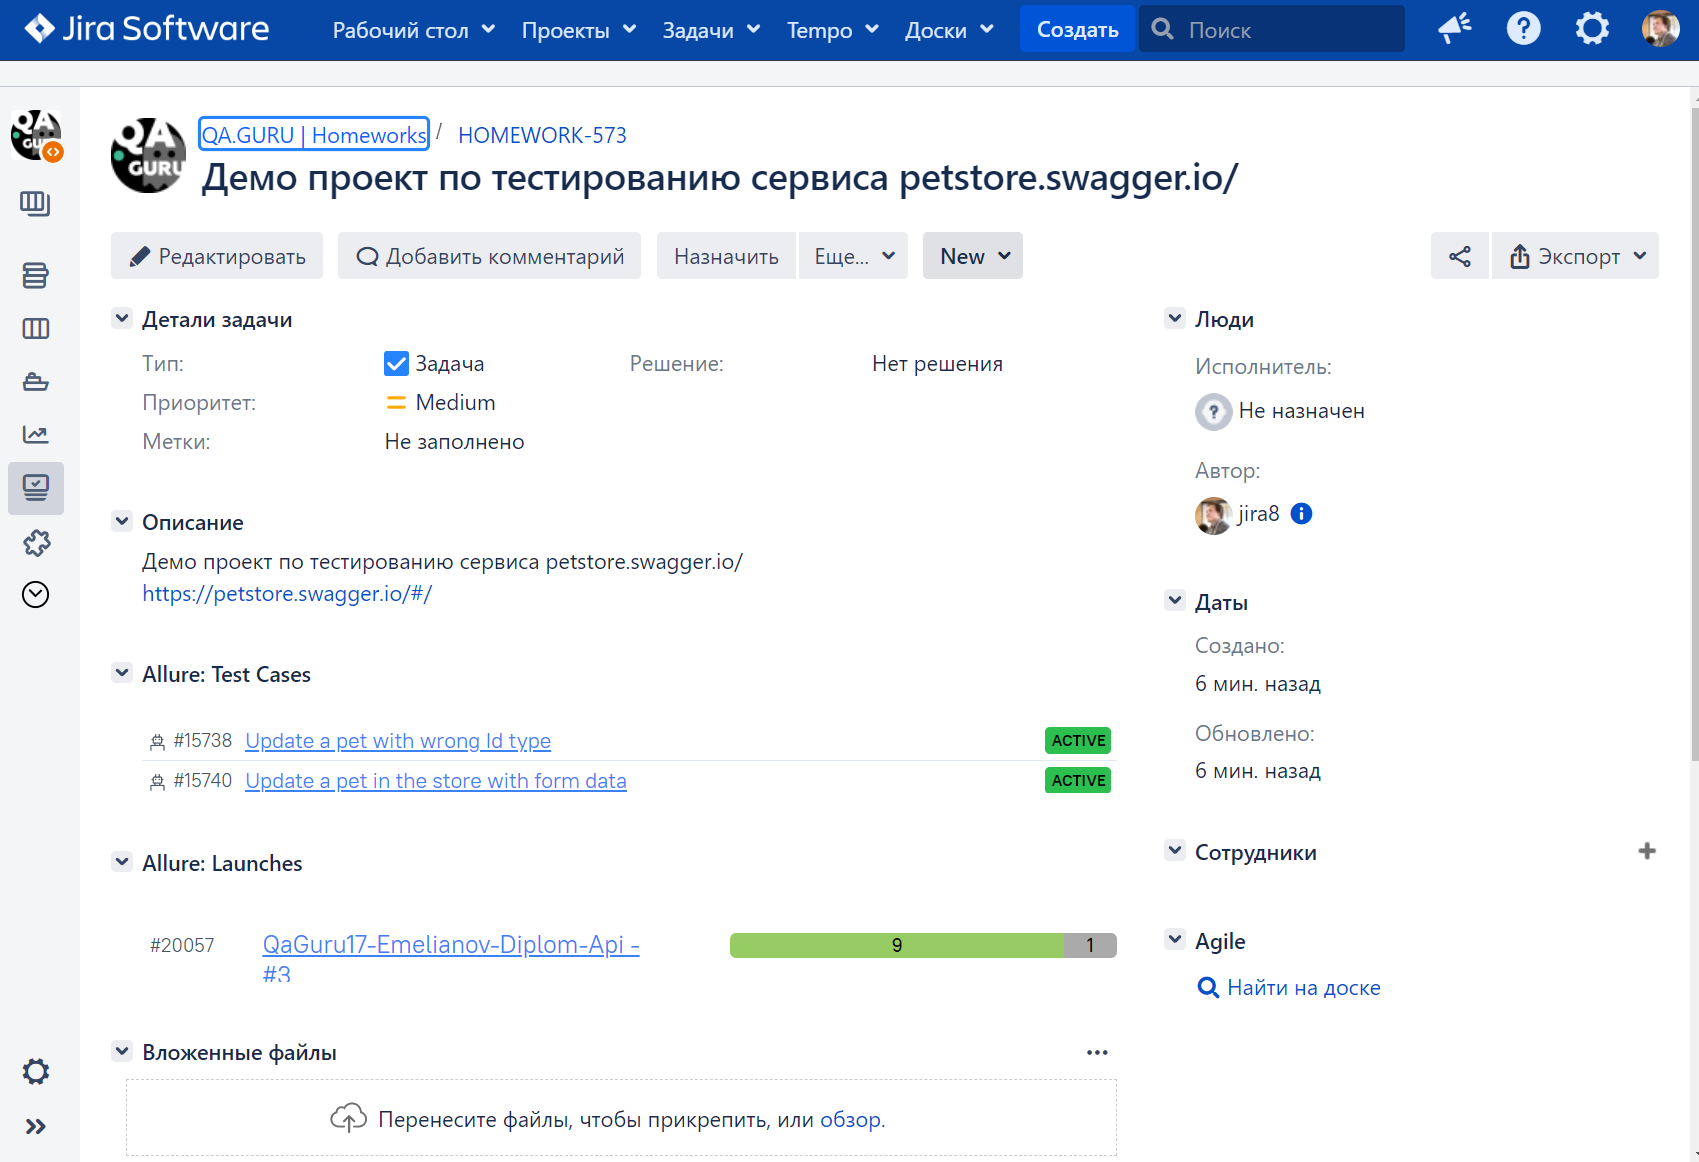 Jira Software
Рабочий стол
Проекты
Задачи
Tempo
Доски
Создать
Поиск
QA.GURU | Homeworks / HOMEWORK-573
QA
GURU
Демо проект по тестированию сервиса petstore.swagger.io/
Редактировать
Добавить комментарий
Назначить
Еще...
New
Экспорт
Детали задачи
Тип: Задача
Решение: Нет решения
Приоритет: Medium
Метки: Не заполнено
Описание
Демо проект по тестированию сервиса petstore.swagger.io/
https://petstore.swagger.io/#/
Allure: Test Cases
#15738 Update a pet with wrong Id type ACTIVE
#15740 Update a pet in the store with form data ACTIVE
Allure: Launches
#20057 QaGuru17-Emelianov-Diplom-Api - 9 1
#3
Вложенные файлы
Перенесите файлы, чтобы прикрепить, или обзор.
Люди
Исполнитель:
Не назначен
Автор:
jira8
Даты
Создано:
6 мин. назад
Обновлено:
6 мин. назад
Сотрудники
Agile
Найти на доске